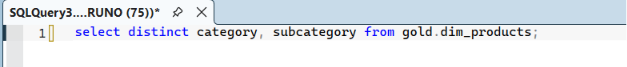 SQLQuery3....RUNO (75))*
1 select distinct category, subcategory from gold.dim_products;